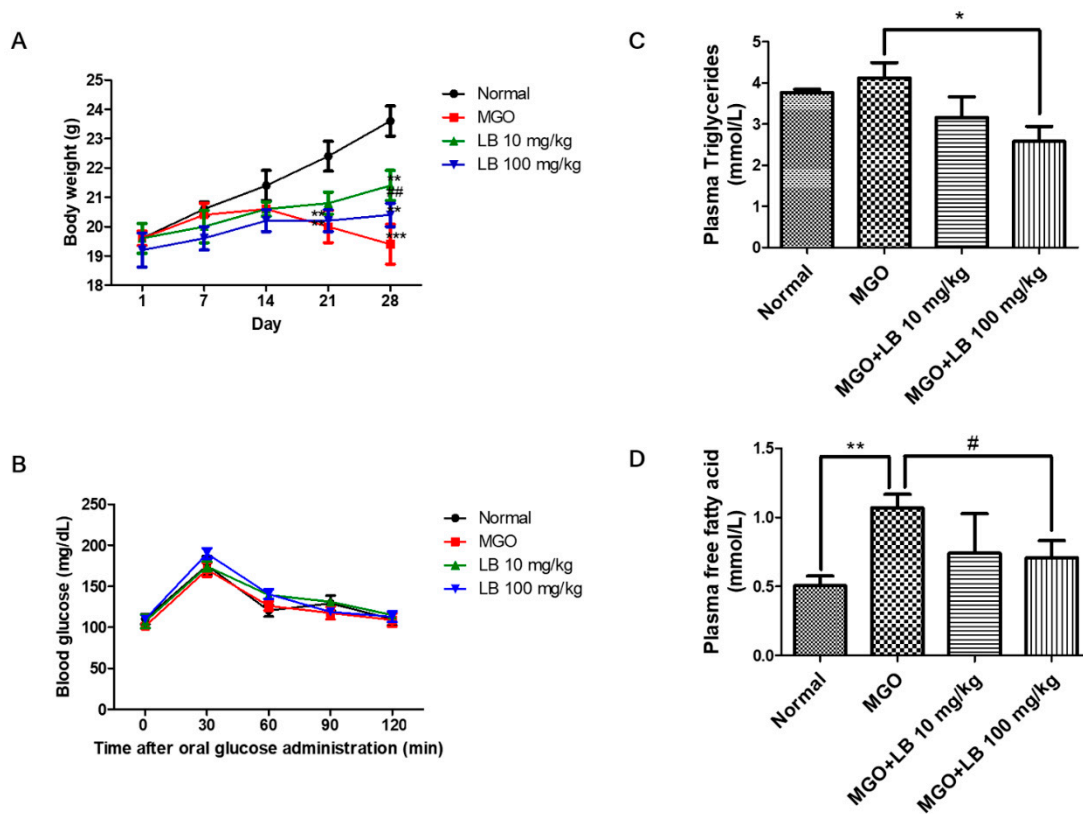 A
Body weight (g)
25
24
23
22
21
20
19
18
1 7 14 21 28
Day
Normal
MGO
LB 10 mg/kg
LB 100 mg/kg
**
##
**
***
**
**
B
Blood glucose (mg/dL)
250
200
150
100
50
0
0 30 60 90 120
Time after oral glucose administration (min)
Normal
MGO
LB 10 mg/kg
LB 100 mg/kg
C
*
Plasma Triglycerides
(mmol/L)
5
4
3
2
1
0
Normal
MGO
MGO+LB 10 mg/kg
MGO+LB 100 mg/kg
D
** #
Plasma free fatty acid
(mmol/L)
1.5
1.0
0.5
0.0
Normal
MGO
MGO+LB 10 mg/kg
MGO+LB 100 mg/kg